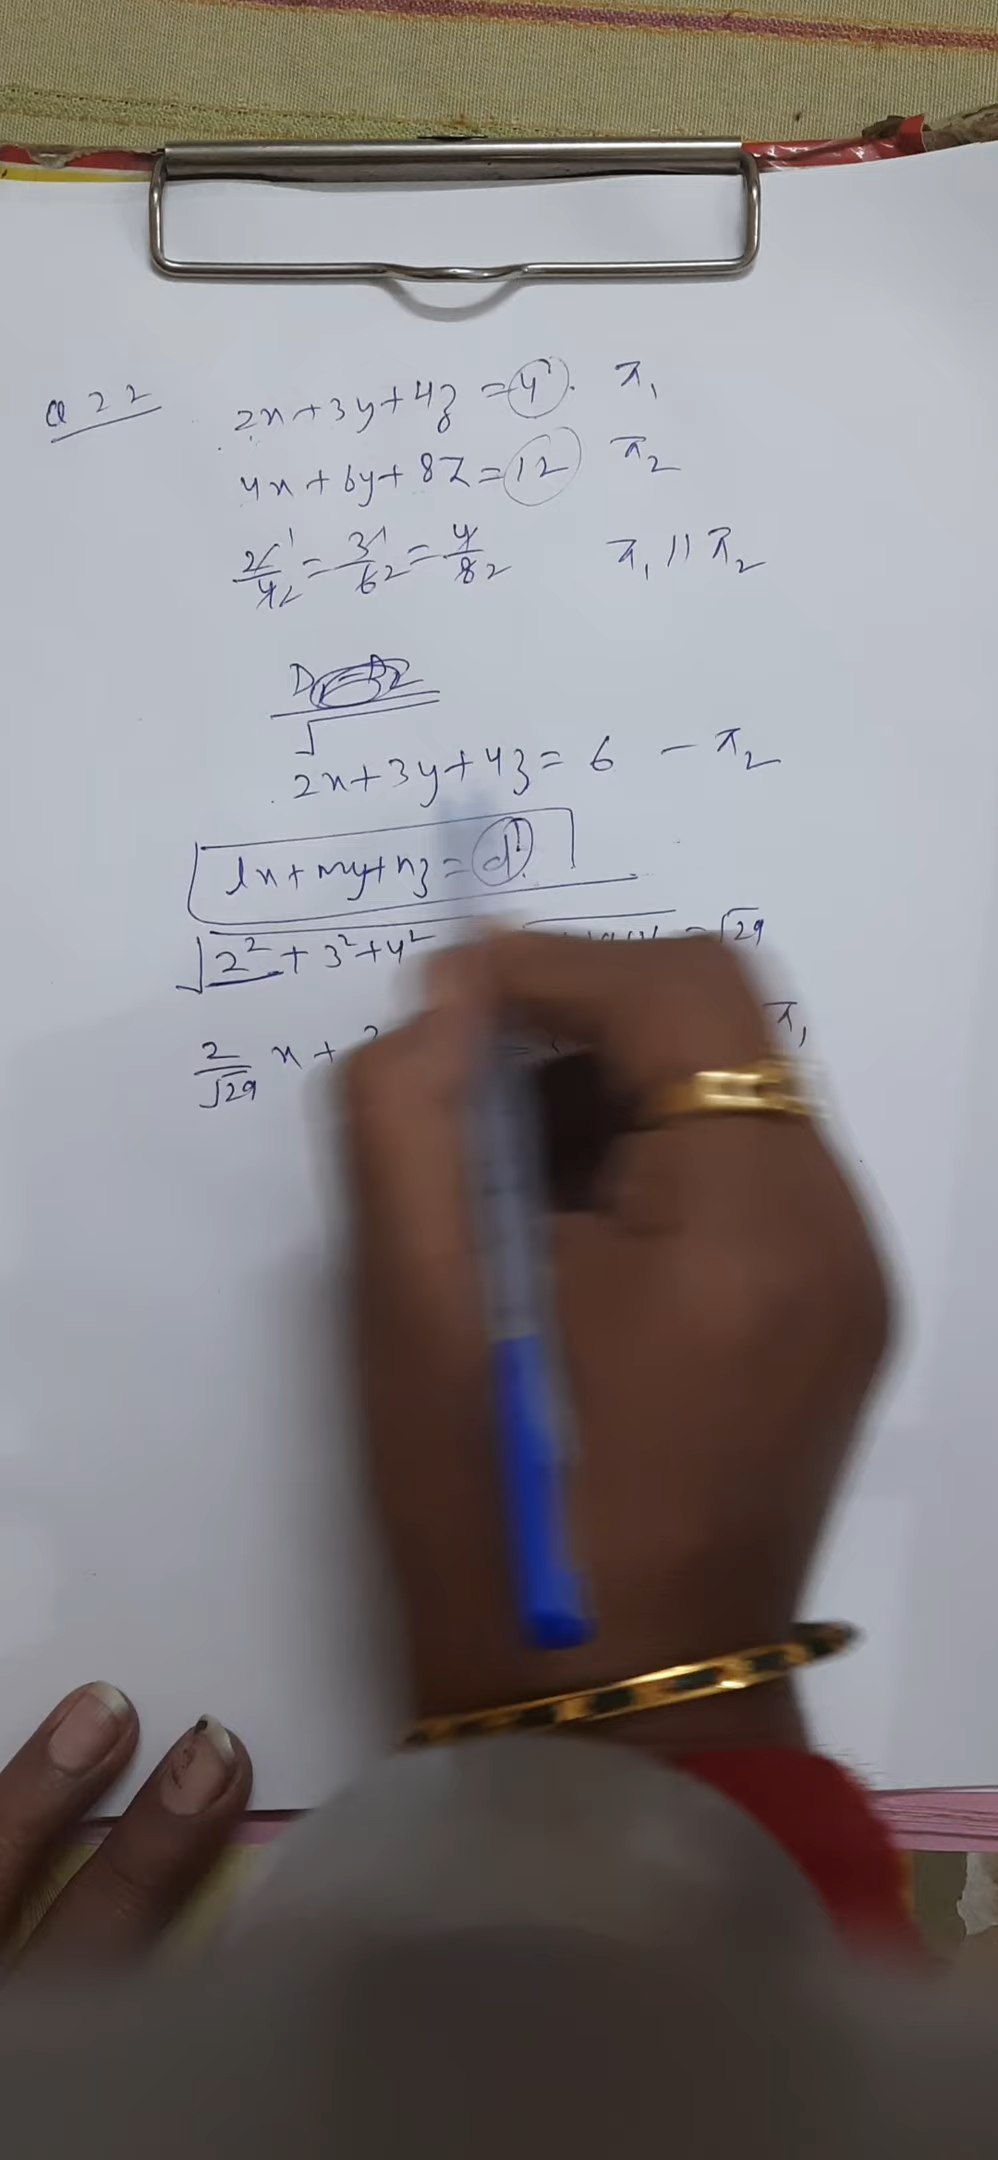 Q 22
2x+3y+4z = 4. π₁
4x+6y+8z = 12 π₂
2/4 = 3/6 = 4/8 π₁ || π₂
D
√
2x+3y+4z = 6 — π₂
lx+my+nz = d
√2²+3²+4² = √29
2/√29 x + = π₁